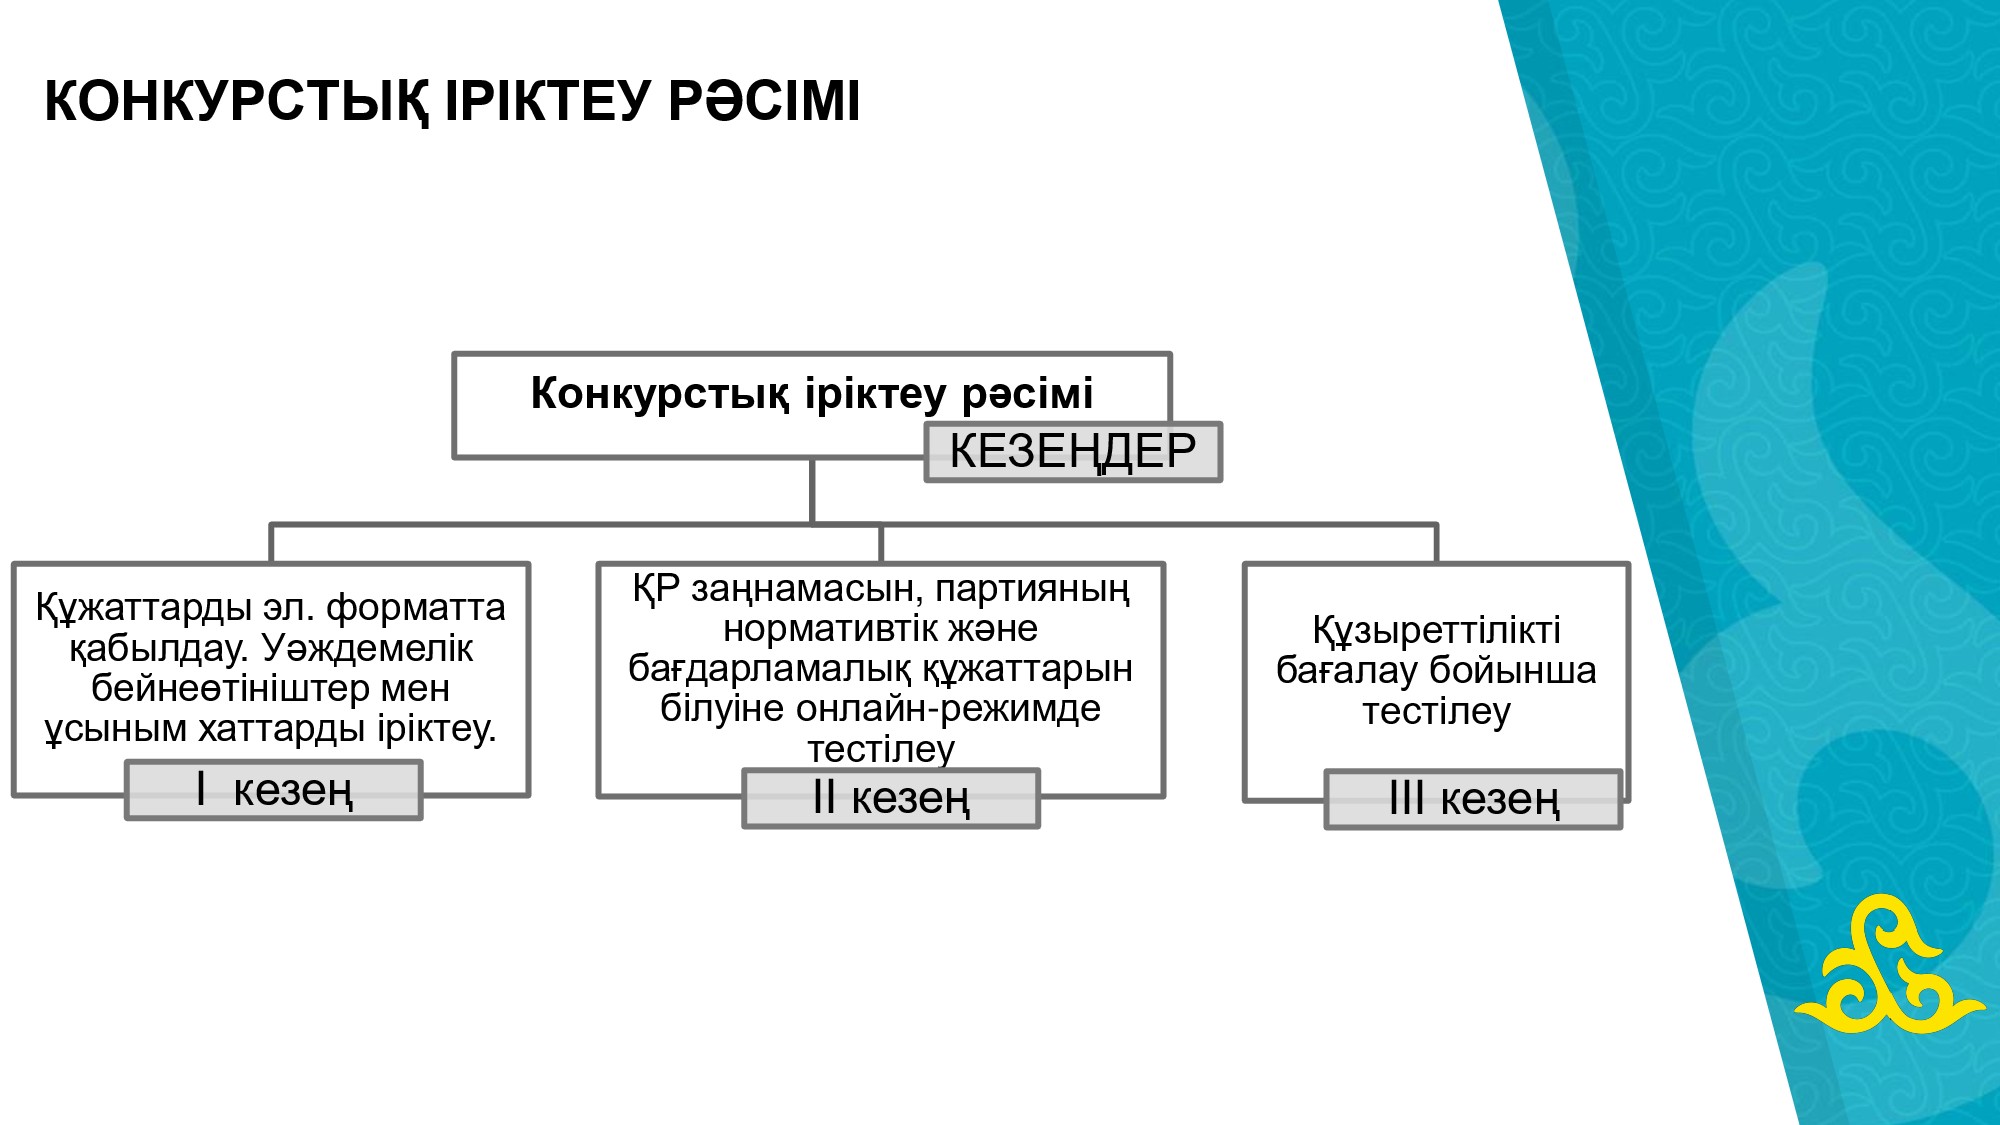 КОНКУРСТЫҚ ІРІКТЕУ РӘСІМІ
Конкурстық іріктеу рәсімі
КЕЗЕҢДЕР
Құжаттарды эл. форматта
қабылдау. Уәждемелік
бейнеөтініштер мен
ұсыным хаттарды іріктеу.
I кезең
ҚР заңнамасын, партияның
нормативтік және
бағдарламалық құжаттарын
білуіне онлайн-режимде
тестілеу
II кезең
Құзыреттілікті
бағалау бойынша
тестілеу
III кезең